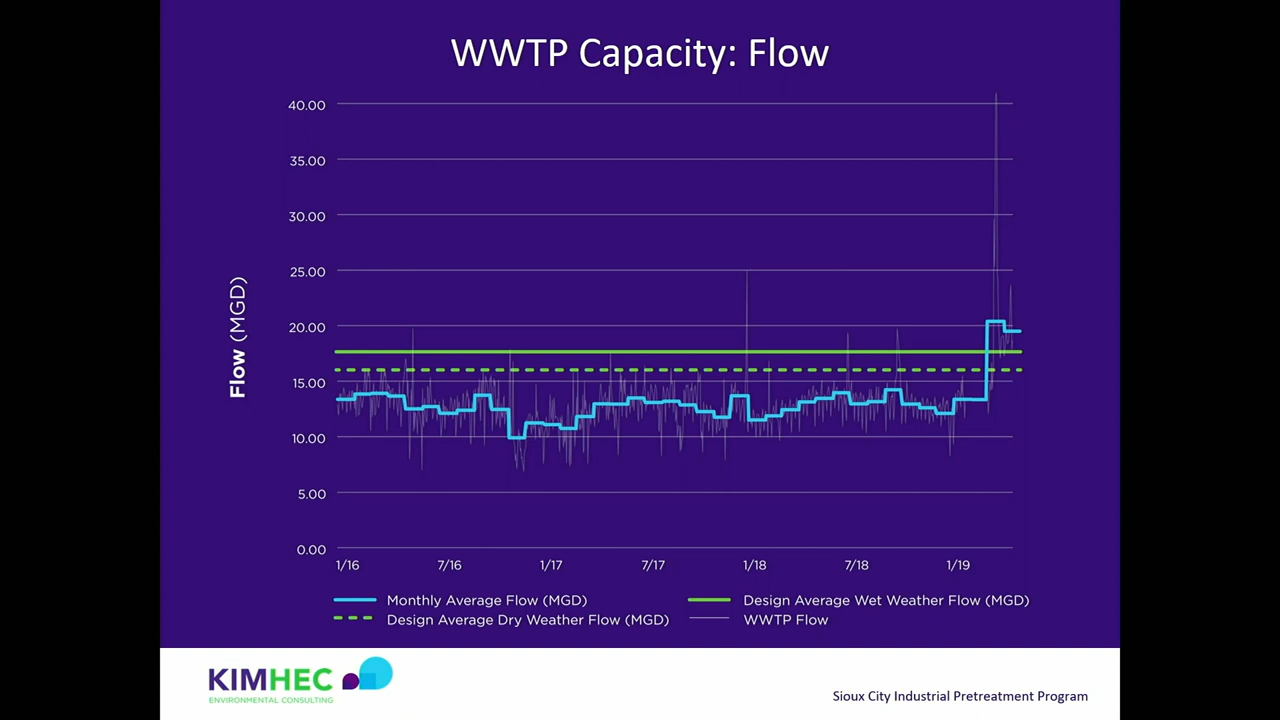 WWTP Capacity: Flow
40.00
35.00
30.00
25.00
20.00
15.00
10.00
5.00
0.00
Flow (MGD)
1/16 7/16 1/17 7/17 1/18 7/18 1/19
Monthly Average Flow (MGD) Design Average Wet Weather Flow (MGD)
Design Average Dry Weather Flow (MGD) WWTP Flow
KIMHEC
ENVIRONMENTAL CONSULTING
Sioux City Industrial Pretreatment Program